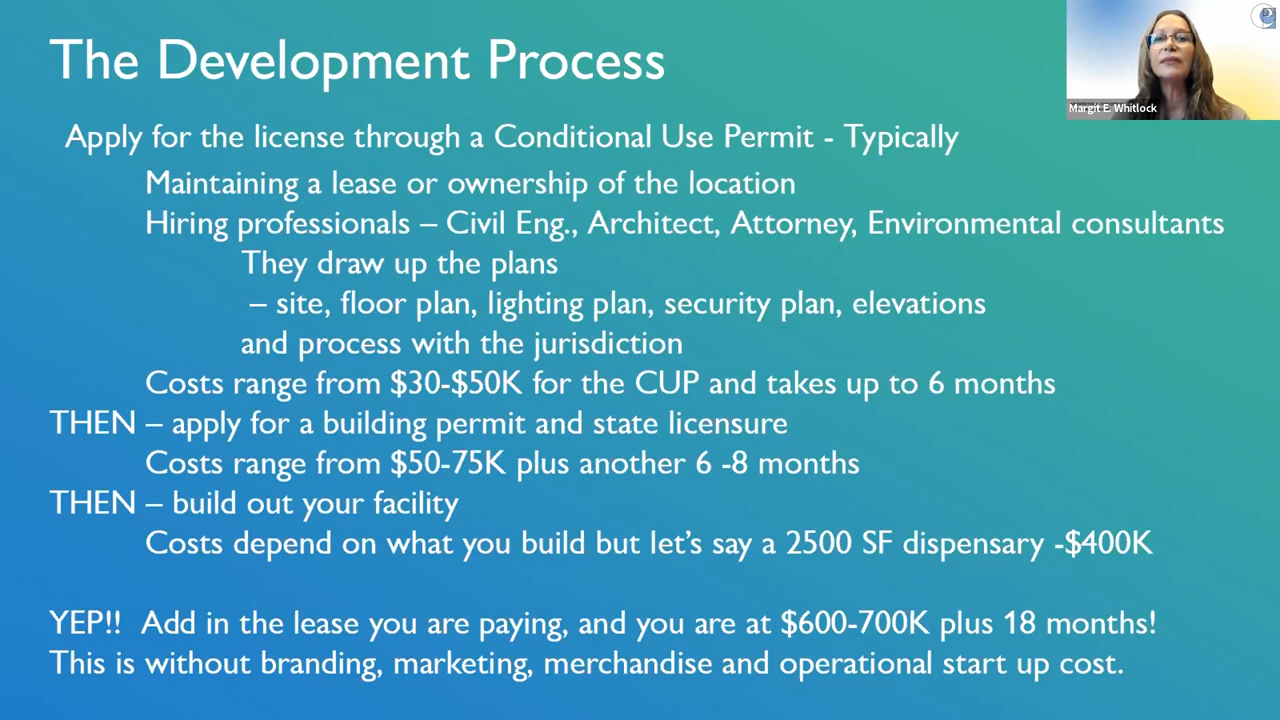 The Development Process
Margit E. Whitlock
Apply for the license through a Conditional Use Permit - Typically
Maintaining a lease or ownership of the location
Hiring professionals – Civil Eng., Architect, Attorney, Environmental consultants
They draw up the plans
– site, floor plan, lighting plan, security plan, elevations
and process with the jurisdiction
Costs range from $30-$50K for the CUP and takes up to 6 months
THEN – apply for a building permit and state licensure
Costs range from $50-75K plus another 6 -8 months
THEN – build out your facility
Costs depend on what you build but let's say a 2500 SF dispensary -$400K
YEP!! Add in the lease you are paying, and you are at $600-700K plus 18 months!
This is without branding, marketing, merchandise and operational start up cost.